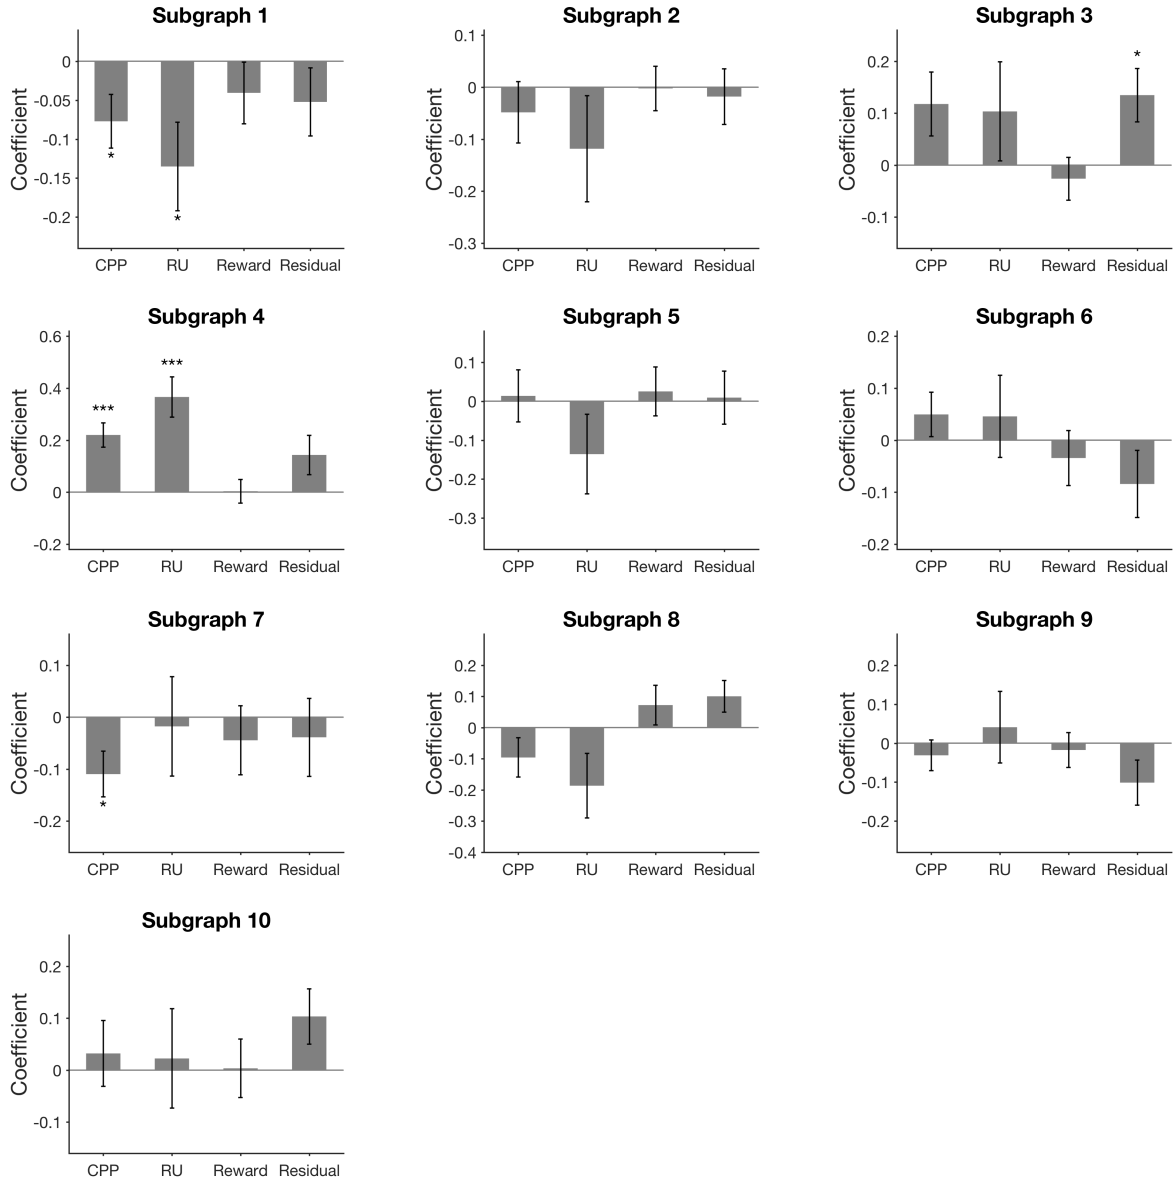 Subgraph 1
Coefficient
0
-0.05
-0.1
-0.15
-0.2
*
*
CPP RU Reward Residual
Subgraph 2
Coefficient
0.1
0
-0.1
-0.2
-0.3
CPP RU Reward Residual
Subgraph 3
Coefficient
0.2
0.1
0
-0.1
*
CPP RU Reward Residual
Subgraph 4
Coefficient
0.6
0.4
0.2
0
-0.2
***
***
CPP RU Reward Residual
Subgraph 5
Coefficient
0.1
0
-0.1
-0.2
-0.3
CPP RU Reward Residual
Subgraph 6
Coefficient
0.2
0.1
0
-0.1
-0.2
CPP RU Reward Residual
Subgraph 7
Coefficient
0.1
0
-0.1
-0.2
*
CPP RU Reward Residual
Subgraph 8
Coefficient
0.2
0.1
0
-0.1
-0.2
-0.3
-0.4
CPP RU Reward Residual
Subgraph 9
Coefficient
0.2
0.1
0
-0.1
-0.2
CPP RU Reward Residual
Subgraph 10
Coefficient
0.2
0.1
0
-0.1
CPP RU Reward Residual